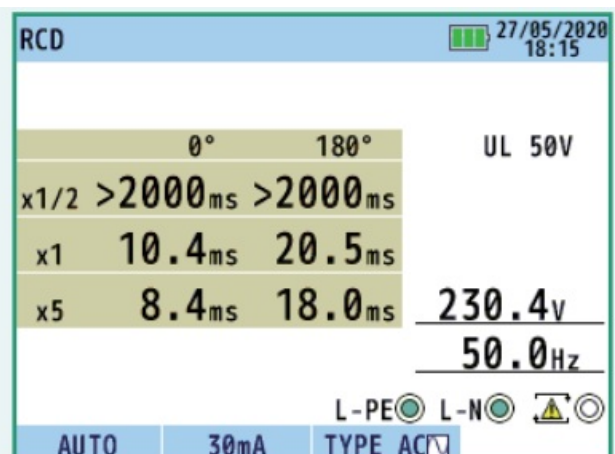 RCD 27/05/2020
18:15
0° 180° UL 50V
x1/2 >2000ms >2000ms
x1 10.4ms 20.5ms
x5 8.4ms 18.0ms 230.4V
50.0Hz
L-PE L-N
AUTO 30mA TYPE AC